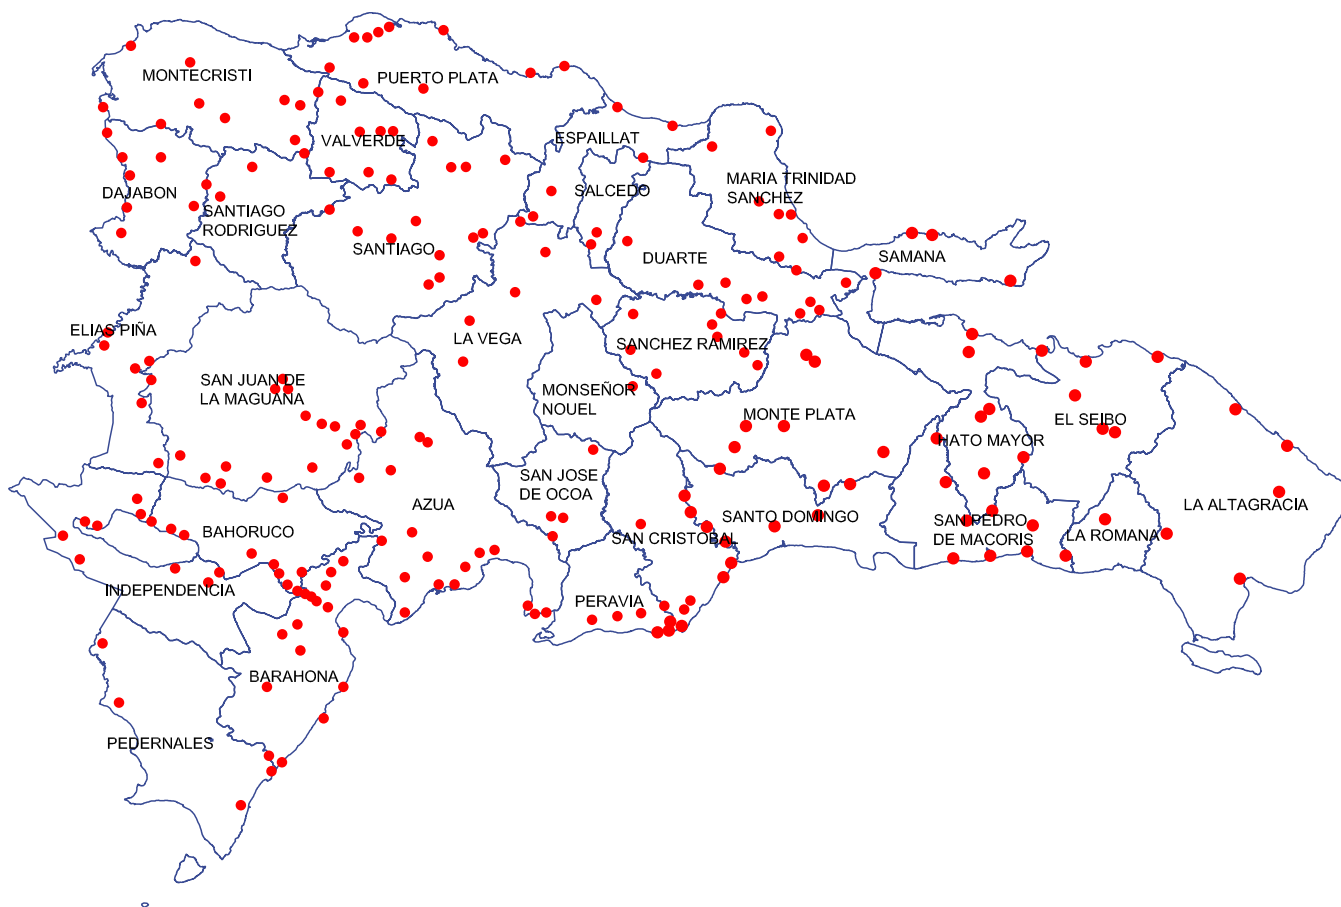 MONTECRISTI
PUERTO PLATA
VALVERDE
ESPAILLAT
DAJABON
SALCEDO
MARIA TRINIDAD
SANCHEZ
SANTIAGO
RODRIGUEZ
SANTIAGO
DUARTE
SAMANA
ELIAS PIÑA
LA VEGA
SANCHEZ RAMIREZ
SAN JUAN DE
LA MAGUANA
MONSEÑOR
NOUEL
MONTE PLATA
HATO MAYOR
EL SEIBO
SAN JOSE
DE OCOA
AZUA
BAHORUCO
SAN CRISTOBAL
SANTO DOMINGO
SAN PEDRO
DE MACORIS
LA ROMANA
LA ALTAGRACIA
INDEPENDENCIA
PERAVIA
BARAHONA
PEDERNALES